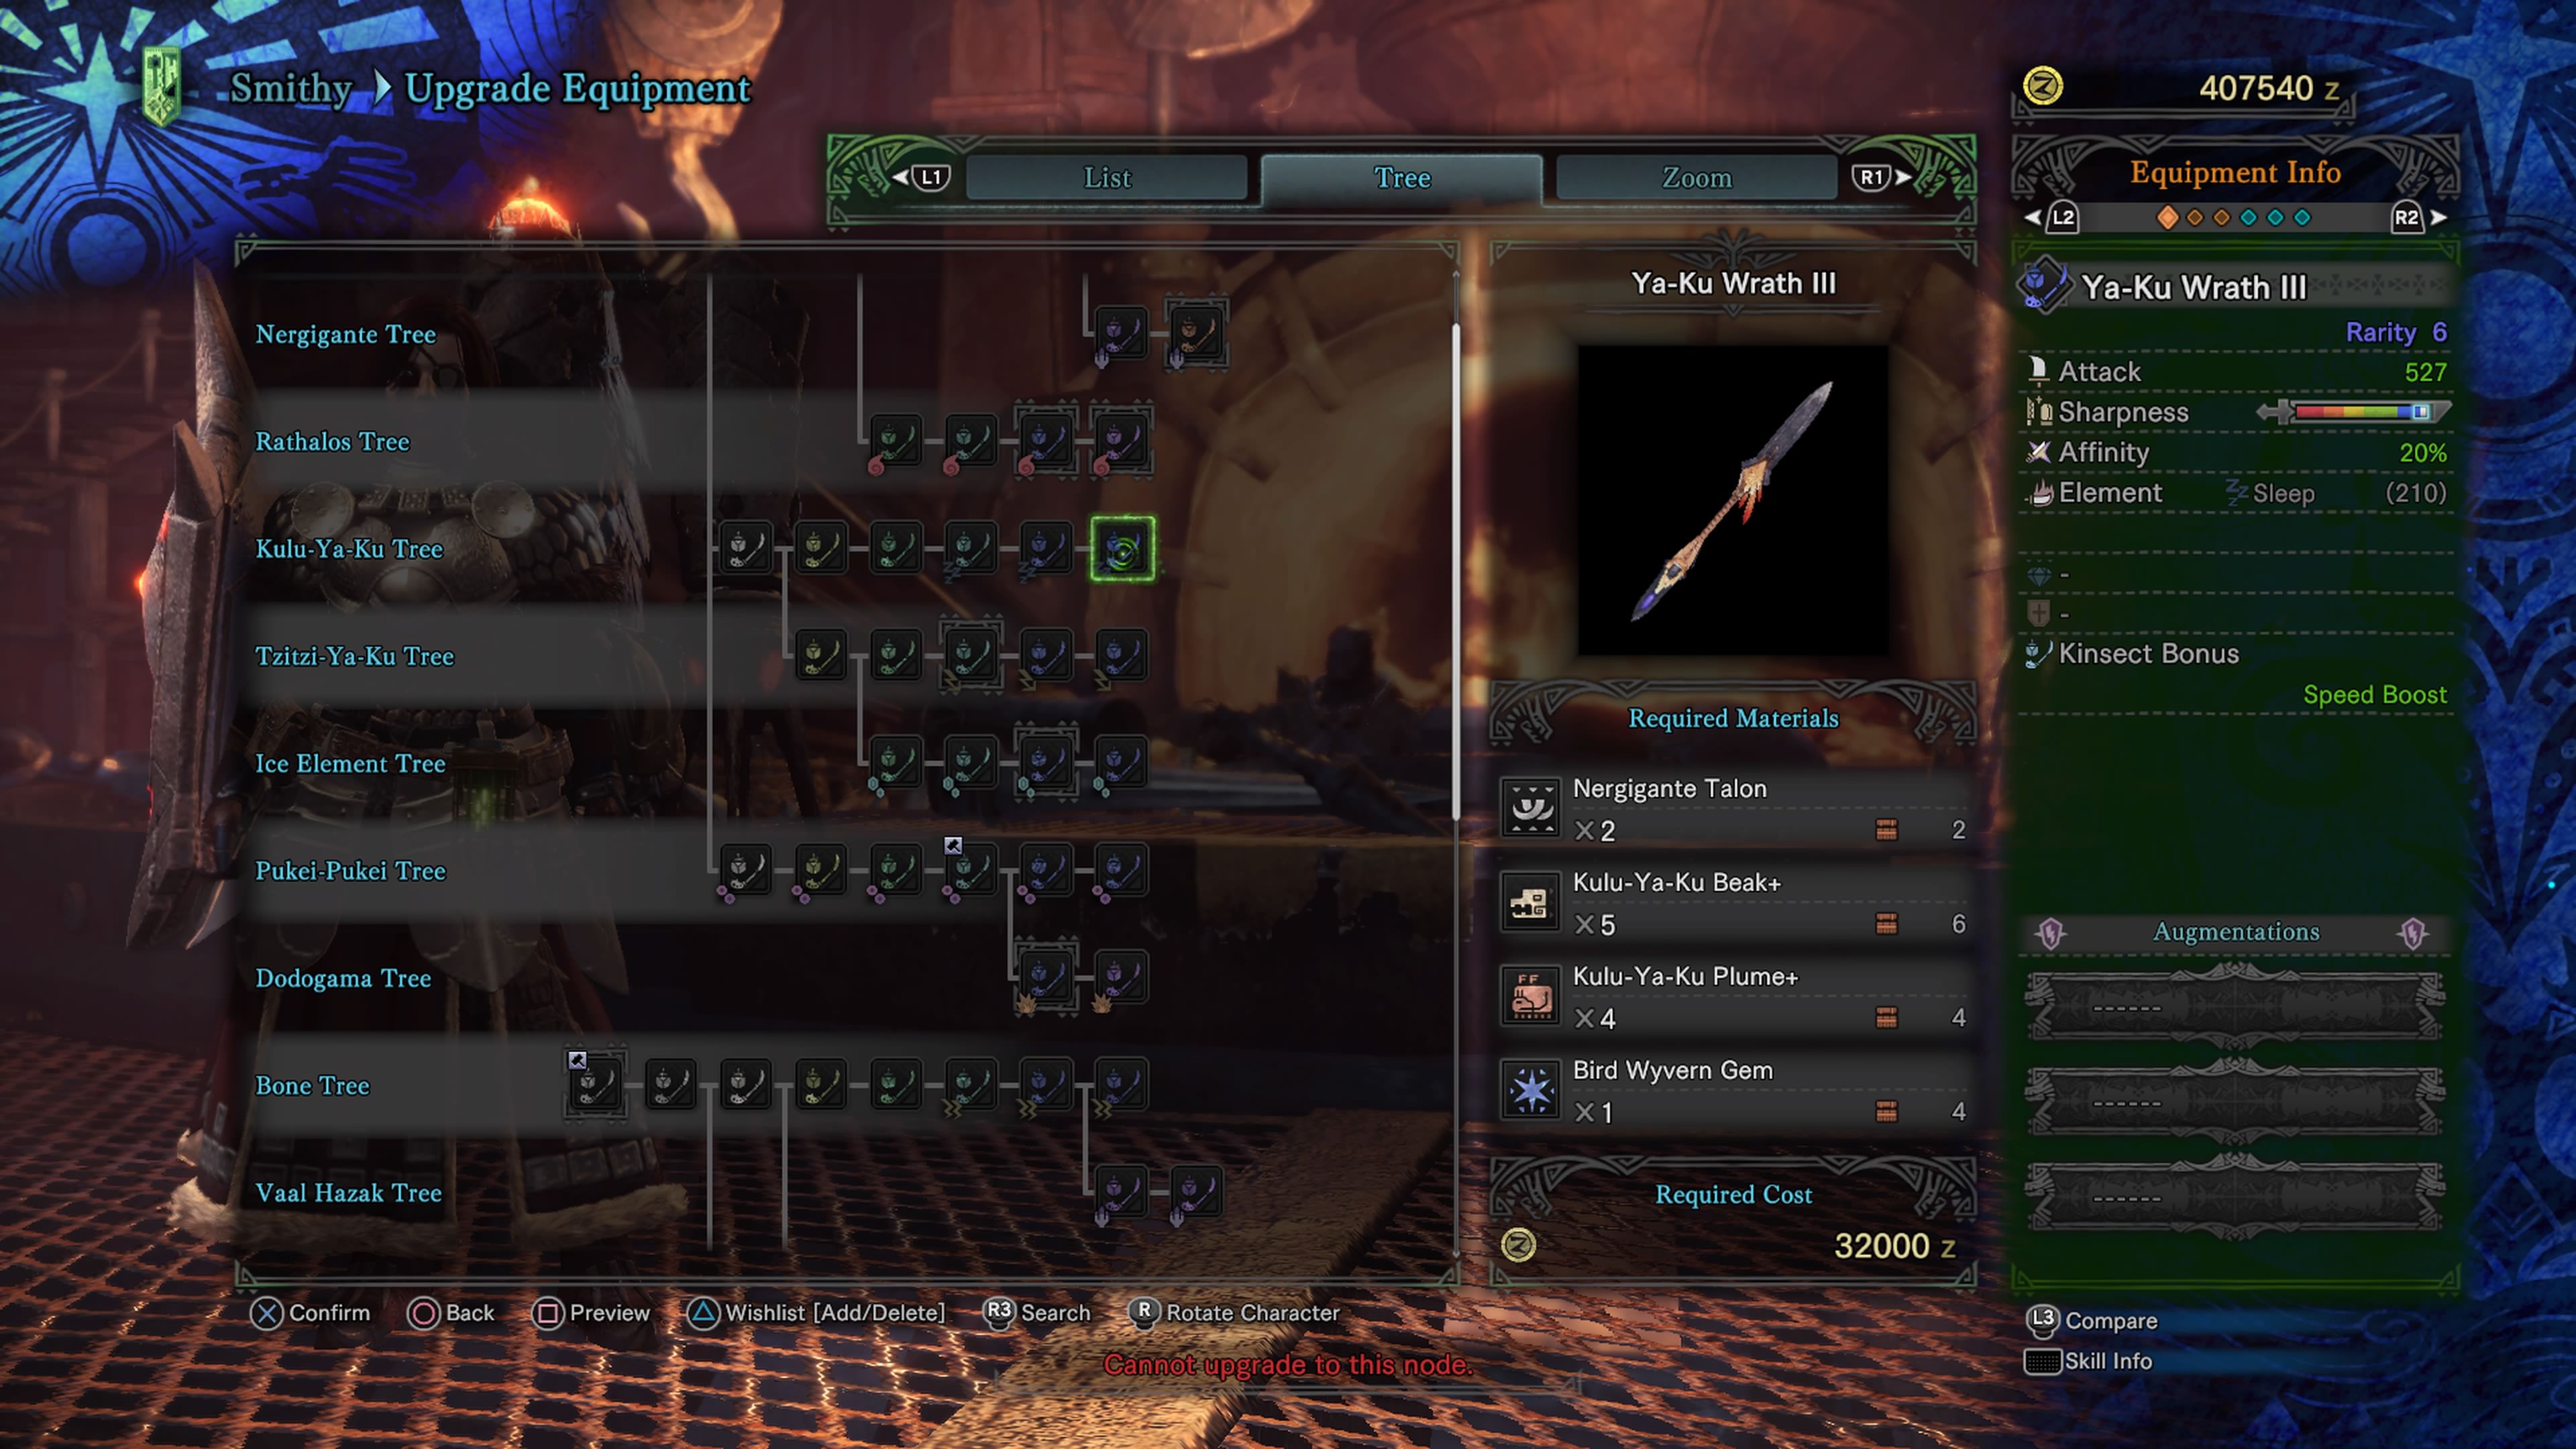 Smithy Upgrade Equipment
407540 z
L1 List Tree Zoom R1
Equipment Info
L2 R2
Nergigante Tree
Rathalos Tree
Kulu-Ya-Ku Tree
Tzitzi-Ya-Ku Tree
Ice Element Tree
Pukei-Pukei Tree
Dodogama Tree
Bone Tree
Vaal Hazak Tree
Ya-Ku Wrath III
Required Materials
Nergigante Talon
X 2 2
Kulu-Ya-Ku Beak+
X 5 6
Kulu-Ya-Ku Plume+
X 4 4
Bird Wyvern Gem
X 1 4
Required Cost
32000 z
Ya-Ku Wrath III
Rarity 6
Attack 527
Sharpness
Affinity 20%
Element Sleep (210)
-
-
Kinsect Bonus
Speed Boost
Augmentations
------
------
------
Confirm Back Preview Wishlist [Add/Delete] R3 Search R Rotate Character
L3 Compare
Skill Info
Cannot upgrade to this node.